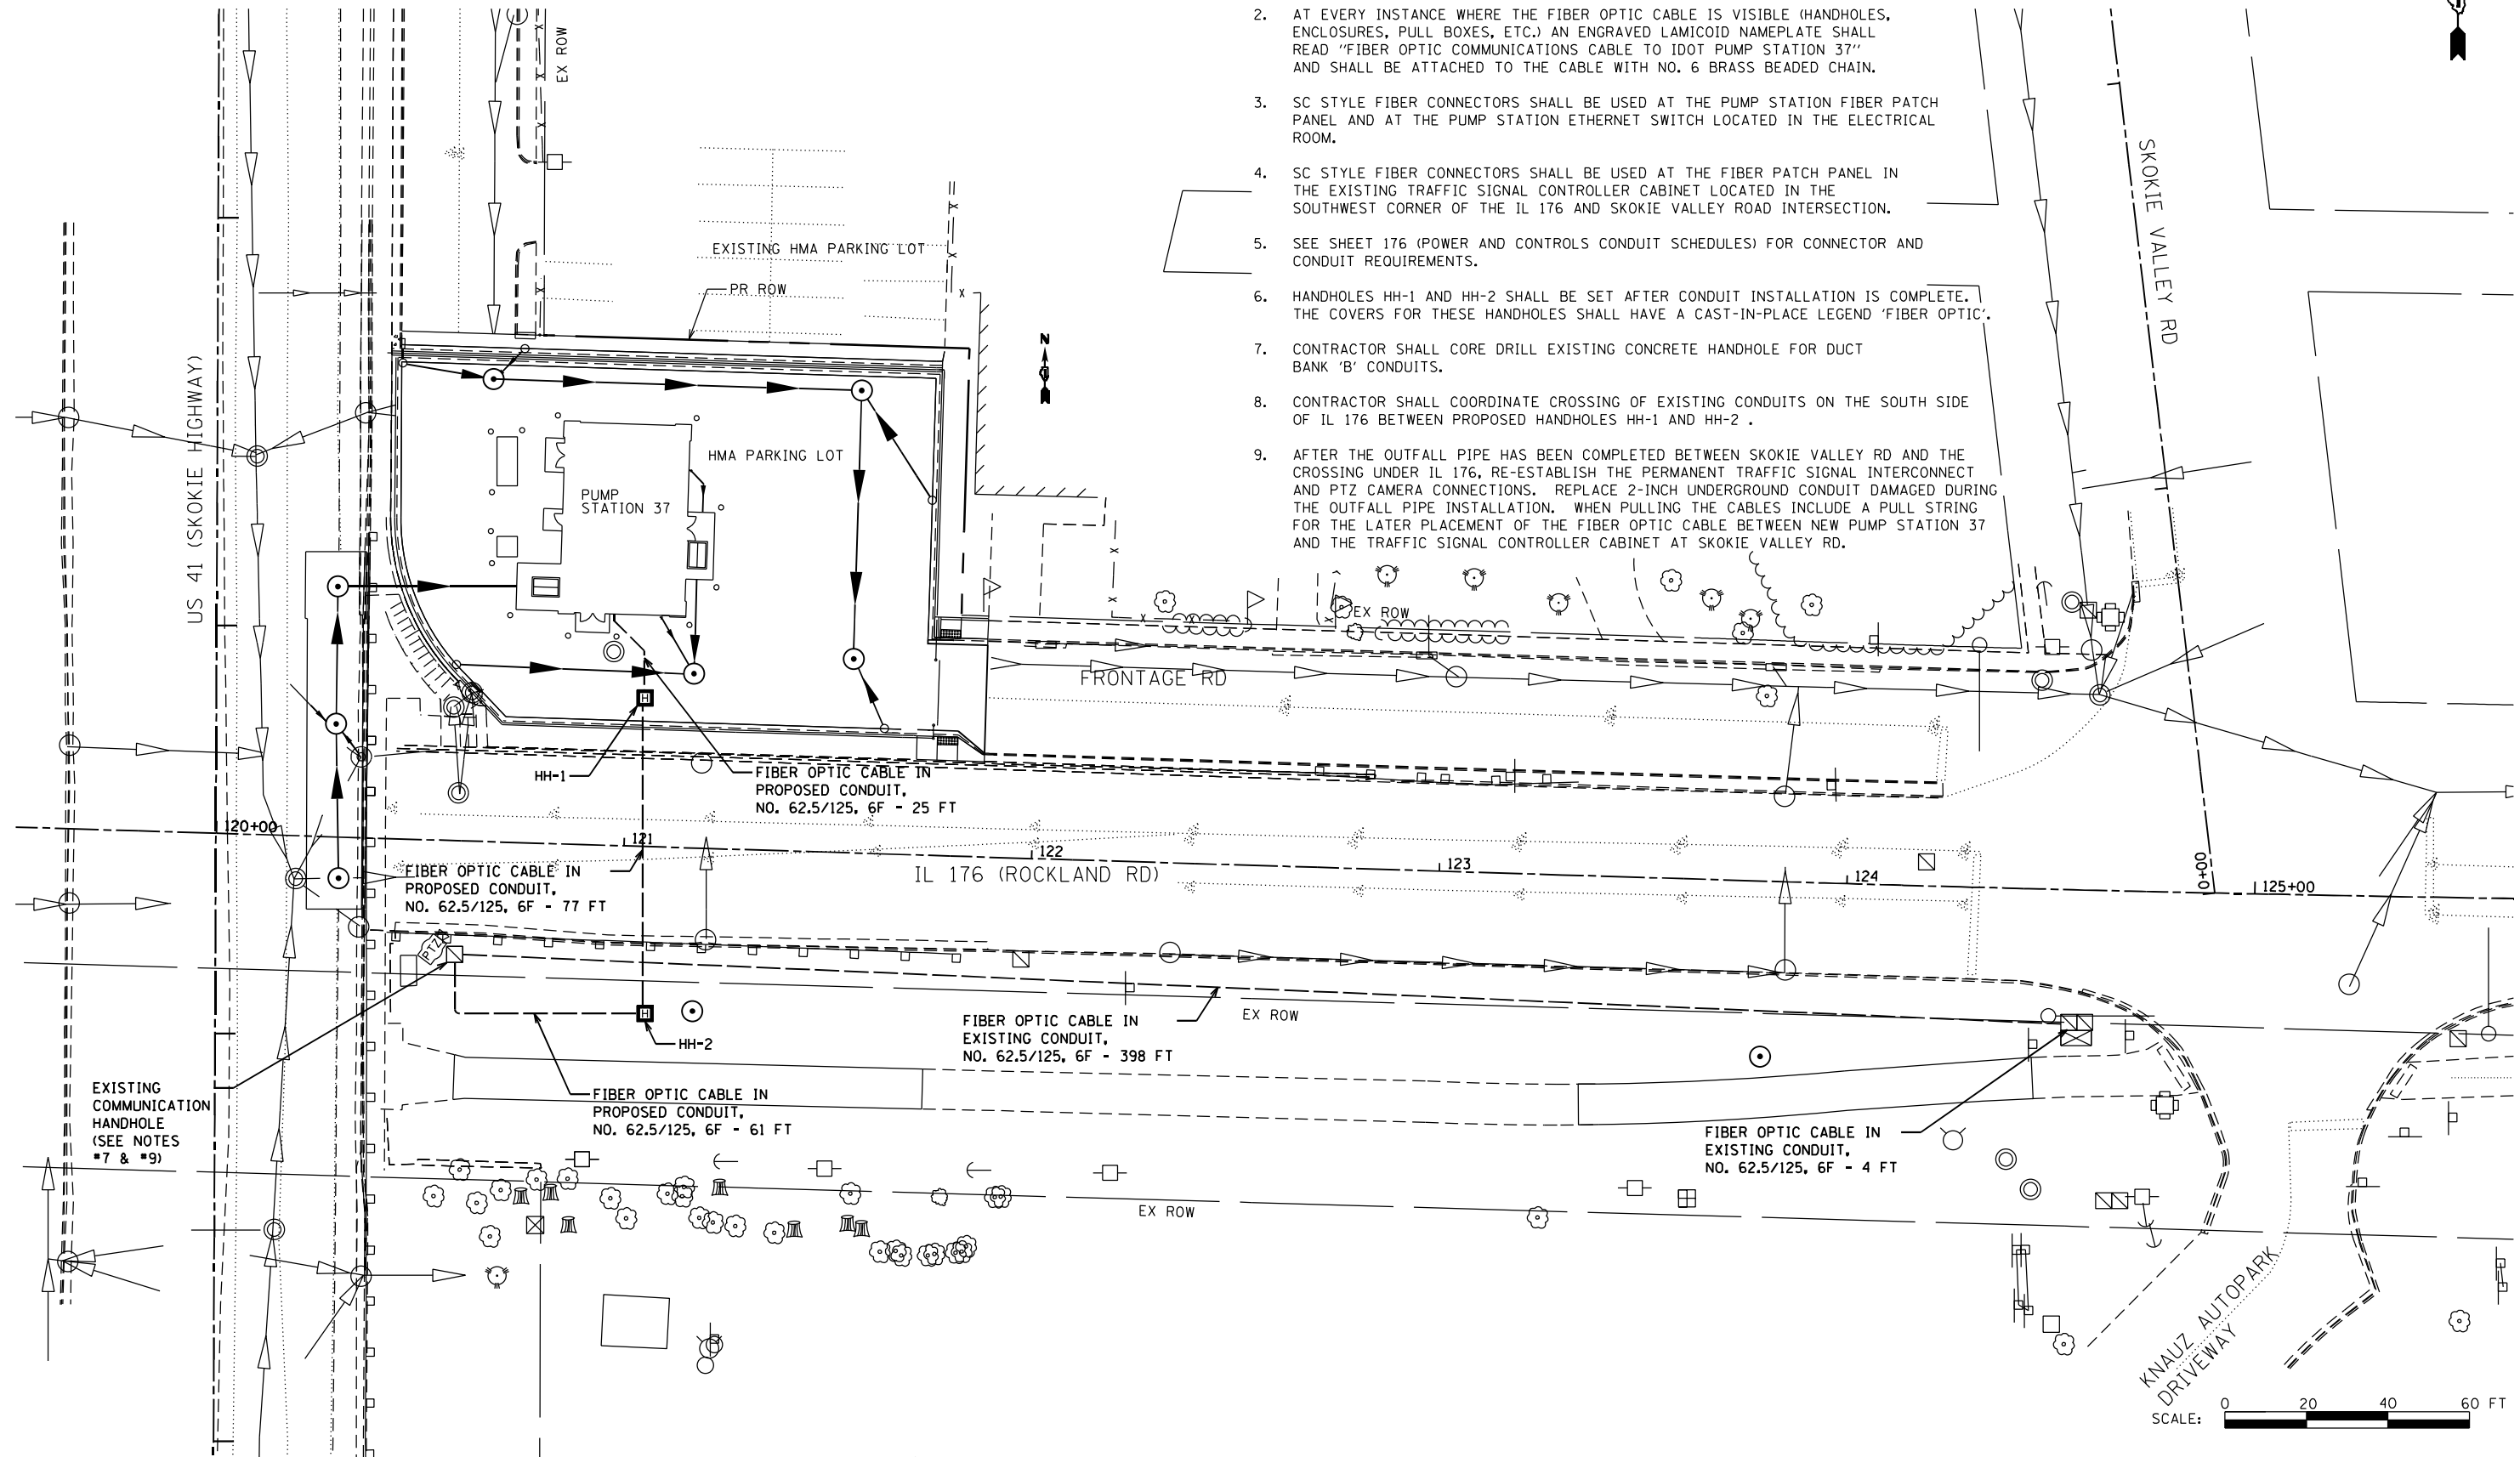 2. AT EVERY INSTANCE WHERE THE FIBER OPTIC CABLE IS VISIBLE (HANDHOLES,
ENCLOSURES, PULL BOXES, ETC.) AN ENGRAVED LAMICOID NAMEPLATE SHALL
READ "FIBER OPTIC COMMUNICATIONS CABLE TO IDOT PUMP STATION 37"
AND SHALL BE ATTACHED TO THE CABLE WITH NO. 6 BRASS BEADED CHAIN.
3. SC STYLE FIBER CONNECTORS SHALL BE USED AT THE PUMP STATION FIBER PATCH
PANEL AND AT THE PUMP STATION ETHERNET SWITCH LOCATED IN THE ELECTRICAL
ROOM.
4. SC STYLE FIBER CONNECTORS SHALL BE USED AT THE FIBER PATCH PANEL IN
THE EXISTING TRAFFIC SIGNAL CONTROLLER CABINET LOCATED IN THE
SOUTHWEST CORNER OF THE IL 176 AND SKOKIE VALLEY ROAD INTERSECTION.
5. SEE SHEET 176 (POWER AND CONTROLS CONDUIT SCHEDULES) FOR CONNECTOR AND
CONDUIT REQUIREMENTS.
6. HANDHOLES HH-1 AND HH-2 SHALL BE SET AFTER CONDUIT INSTALLATION IS COMPLETE.
THE COVERS FOR THESE HANDHOLES SHALL HAVE A CAST-IN-PLACE LEGEND 'FIBER OPTIC'.
7. CONTRACTOR SHALL CORE DRILL EXISTING CONCRETE HANDHOLE FOR DUCT
BANK 'B' CONDUITS.
8. CONTRACTOR SHALL COORDINATE CROSSING OF EXISTING CONDUITS ON THE SOUTH SIDE
OF IL 176 BETWEEN PROPOSED HANDHOLES HH-1 AND HH-2 .
9. AFTER THE OUTFALL PIPE HAS BEEN COMPLETED BETWEEN SKOKIE VALLEY RD AND THE
CROSSING UNDER IL 176, RE-ESTABLISH THE PERMANENT TRAFFIC SIGNAL INTERCONNECT
AND PTZ CAMERA CONNECTIONS. REPLACE 2-INCH UNDERGROUND CONDUIT DAMAGED DURING
THE OUTFALL PIPE INSTALLATION. WHEN PULLING THE CABLES INCLUDE A PULL STRING
FOR THE LATER PLACEMENT OF THE FIBER OPTIC CABLE BETWEEN NEW PUMP STATION 37
AND THE TRAFFIC SIGNAL CONTROLLER CABINET AT SKOKIE VALLEY RD.
EX ROW
SKOKIE VALLEY RD
EXISTING HMA PARKING LOT
PR ROW
N
US 41 (SKOKIE HIGHWAY)
HMA PARKING LOT
PUMP
STATION 37
EX ROW
FRONTAGE RD
H
HH-1
FIBER OPTIC CABLE IN
PROPOSED CONDUIT,
NO. 62.5/125, 6F - 25 FT
120+00
121
122
123
124
00+00
125+00
IL 176 (ROCKLAND RD)
FIBER OPTIC CABLE IN
PROPOSED CONDUIT,
NO. 62.5/125, 6F - 77 FT
PTZ
H
HH-2
FIBER OPTIC CABLE IN
EXISTING CONDUIT,
NO. 62.5/125, 6F - 398 FT
EX ROW
EXISTING
COMMUNICATION
HANDHOLE
(SEE NOTES
#7 & #9)
FIBER OPTIC CABLE IN
PROPOSED CONDUIT,
NO. 62.5/125, 6F - 61 FT
FIBER OPTIC CABLE IN
EXISTING CONDUIT,
NO. 62.5/125, 6F - 4 FT
EX ROW
KNAUZ AUTOPARK
DRIVEWAY
SCALE: 0 20 40 60 FT